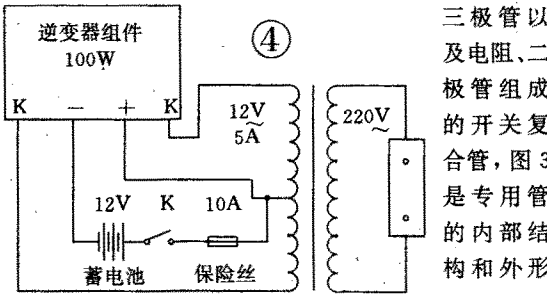 逆变器组件
100W
K － ＋ K
④
12V
~
5A
220V
~
12V K 10A
蓄电池 保险丝
三极管以
及电阻、二
极管组成
的开关复
合管，图3
是专用管
的内部结
构和外形